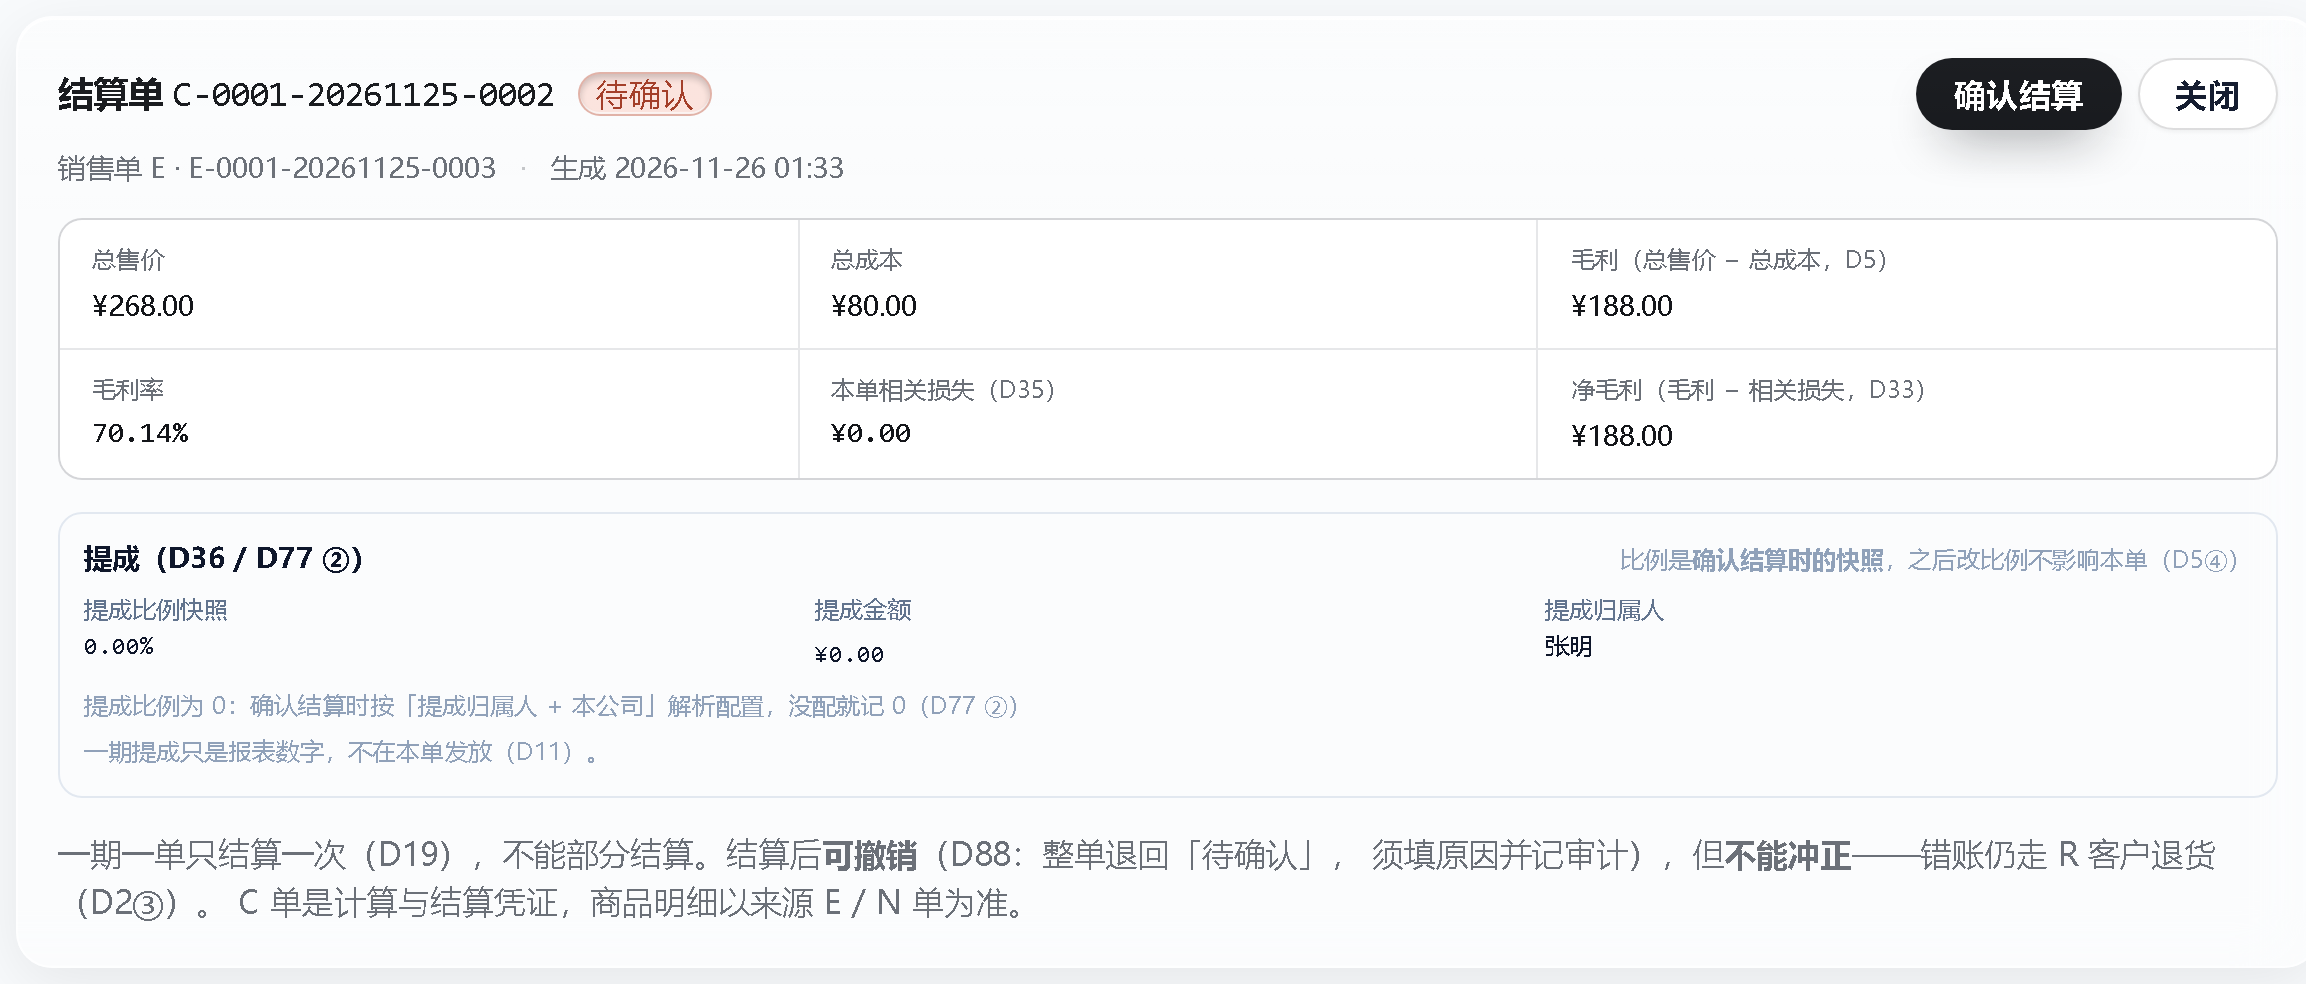 结算单 C-0001-20261125-0002 待确认 确认结算 关闭
销售单 E · E-0001-20261125-0003 · 生成 2026-11-26 01:33
总售价 总成本 毛利（总售价 − 总成本，D5）
¥268.00 ¥80.00 ¥188.00
毛利率 本单相关损失（D35） 净毛利（毛利 − 相关损失，D33）
70.14% ¥0.00 ¥188.00
提成（D36 / D77 ②） 比例是确认结算时的快照，之后改比例不影响本单（D5④）
提成比例快照 提成金额 提成归属人
0.00% ¥0.00 张明
提成比例为 0：确认结算时按「提成归属人 + 本公司」解析配置，没配就记 0（D77 ②）
一期提成只是报表数字，不在本单发放（D11）。
一期一单只结算一次（D19），不能部分结算。结算后可撤销（D88：整单退回「待确认」， 须填原因并记审计），但不能冲正——错账仍走 R 客户退货
（D2③）。 C 单是计算与结算凭证，商品明细以来源 E / N 单为准。